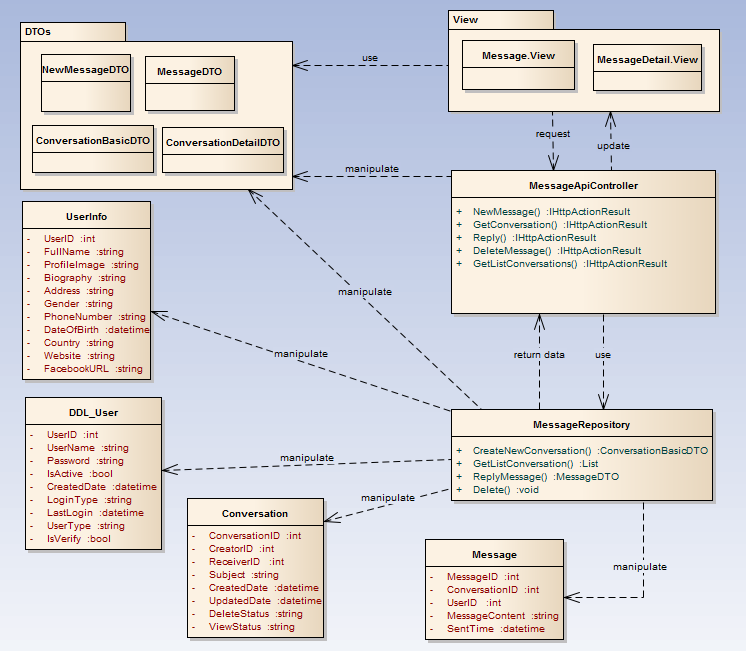 DTOs
NewMessageDTO
MessageDTO
ConversationBasicDTO
ConversationDetailDTO
View
Message.View
MessageDetail.View
use
request
update
manipulate
MessageApiController
+ NewMessage() :IHttpActionResult
+ GetConversation() :IHttpActionResult
+ Reply() :IHttpActionResult
+ DeleteMessage() :IHttpActionResult
+ GetListConversations() :IHttpActionResult
UserInfo
- UserID :int
- FullName :string
- ProfileImage :string
- Biography :string
- Address :string
- Gender :string
- PhoneNumber :string
- DateOfBirth :datetime
- Country :string
- Website :string
- FacebookURL :string
manipulate
manipulate
return data
use
DDL_User
- UserID :int
- UserName :string
- Password :string
- IsActive :bool
- CreatedDate :datetime
- LoginType :string
- LastLogin :datetime
- UserType :string
- IsVerify :bool
MessageRepository
+ CreateNewConversation() :ConversationBasicDTO
+ GetListConversation() :List
+ ReplyMessage() :MessageDTO
+ Delete() :void
manipulate
manipulate
Conversation
- ConversationID :int
- CreatorID :int
- ReceiverID :int
- Subject :string
- CreatedDate :datetime
- UpdatedDate :datetime
- DeleteStatus :string
- ViewStatus :string
Message
- MessageID :int
- ConversationID :int
- UserID :int
- MessageContent :string
- SentTime :datetime
manipulate